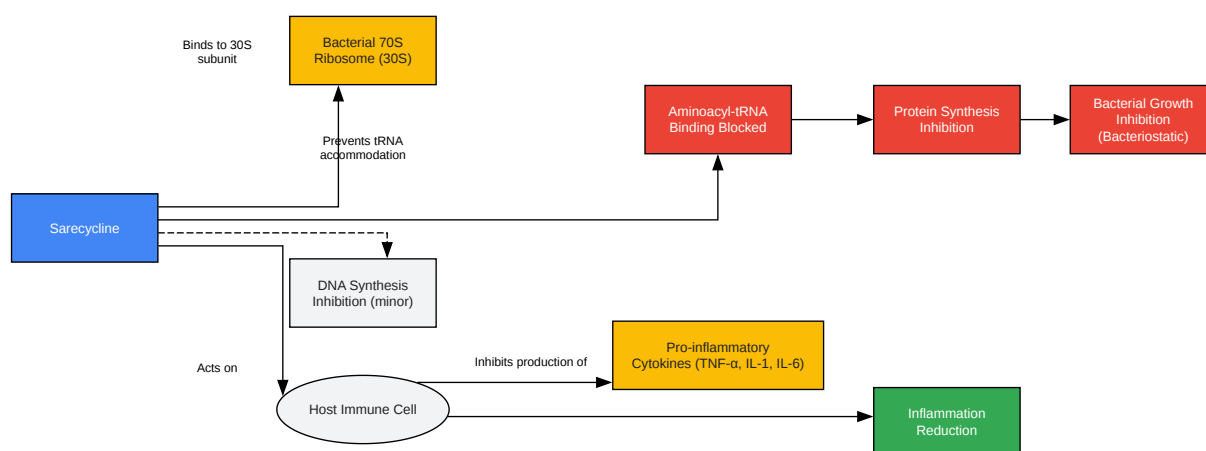 Binds to 30S
subunit
Bacterial 70S
Ribosome (30S)
Prevents tRNA
accommodation
Aminoacyl-tRNA
Binding Blocked
Protein Synthesis
Inhibition
Bacterial Growth
Inhibition
(Bacteriostatic)
Sarecycline
DNA Synthesis
Inhibition (minor)
Acts on
Host Immune Cell
Inhibits production of
Pro-inflammatory
Cytokines (TNF-α, IL-1, IL-6)
Inflammation
Reduction